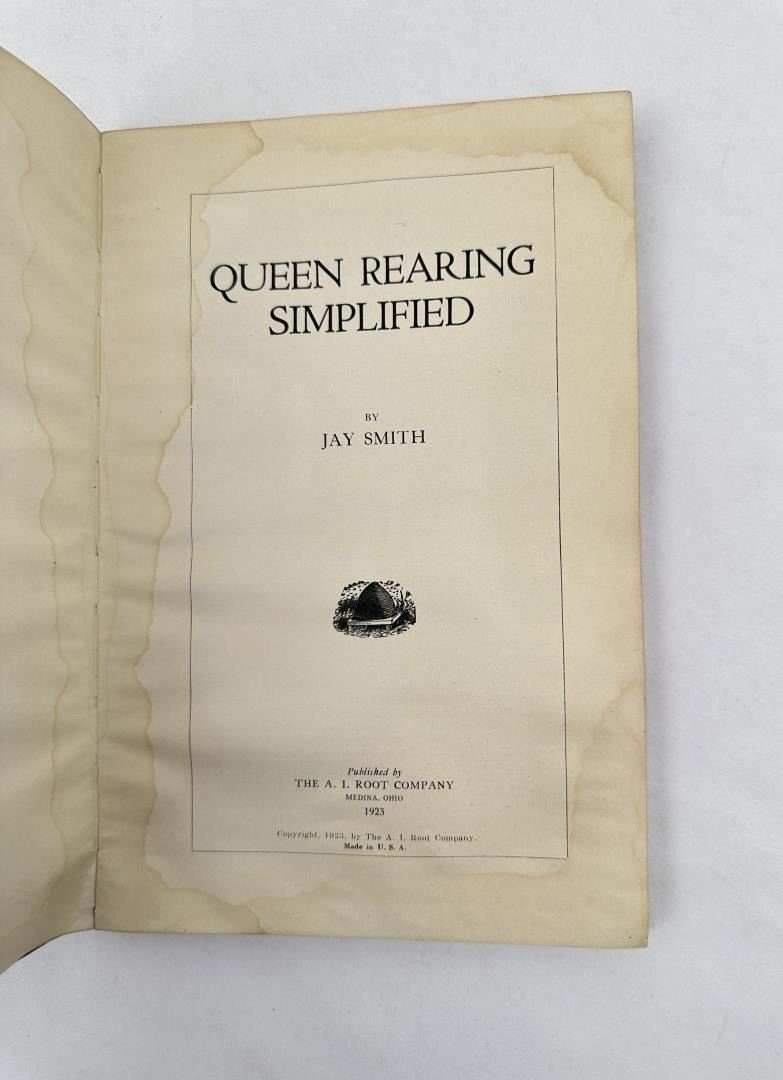 QUEEN REARING
SIMPLIFIED
BY
JAY SMITH
Published by
THE A. I. ROOT COMPANY
MEDINA, OHIO
1923
Copyright, 1923, by The A. I. Root Company.
Made in U. S. A.